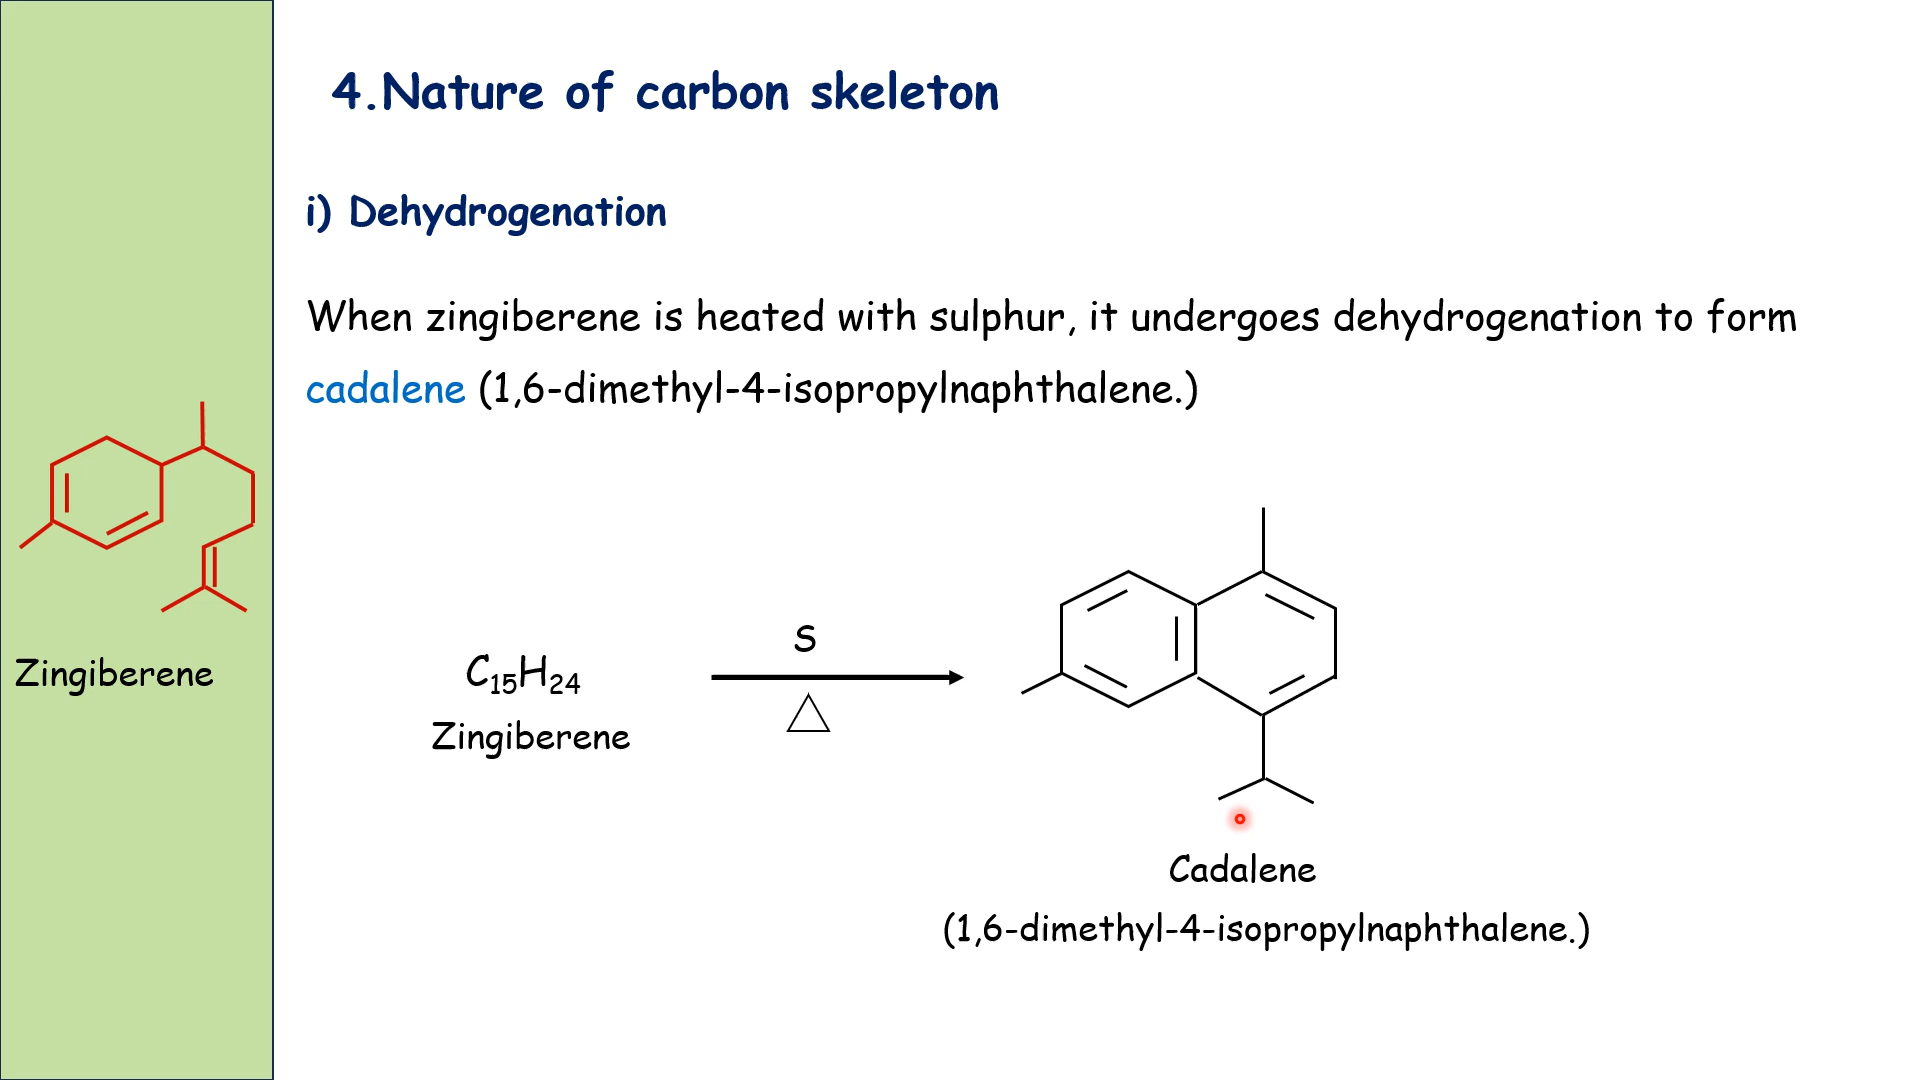 4.Nature of carbon skeleton
i) Dehydrogenation
When zingiberene is heated with sulphur, it undergoes dehydrogenation to form
cadalene (1,6-dimethyl-4-isopropylnaphthalene.)
Zingiberene
C₁₅H₂₄
Zingiberene
S
△
Cadalene
(1,6-dimethyl-4-isopropylnaphthalene.)